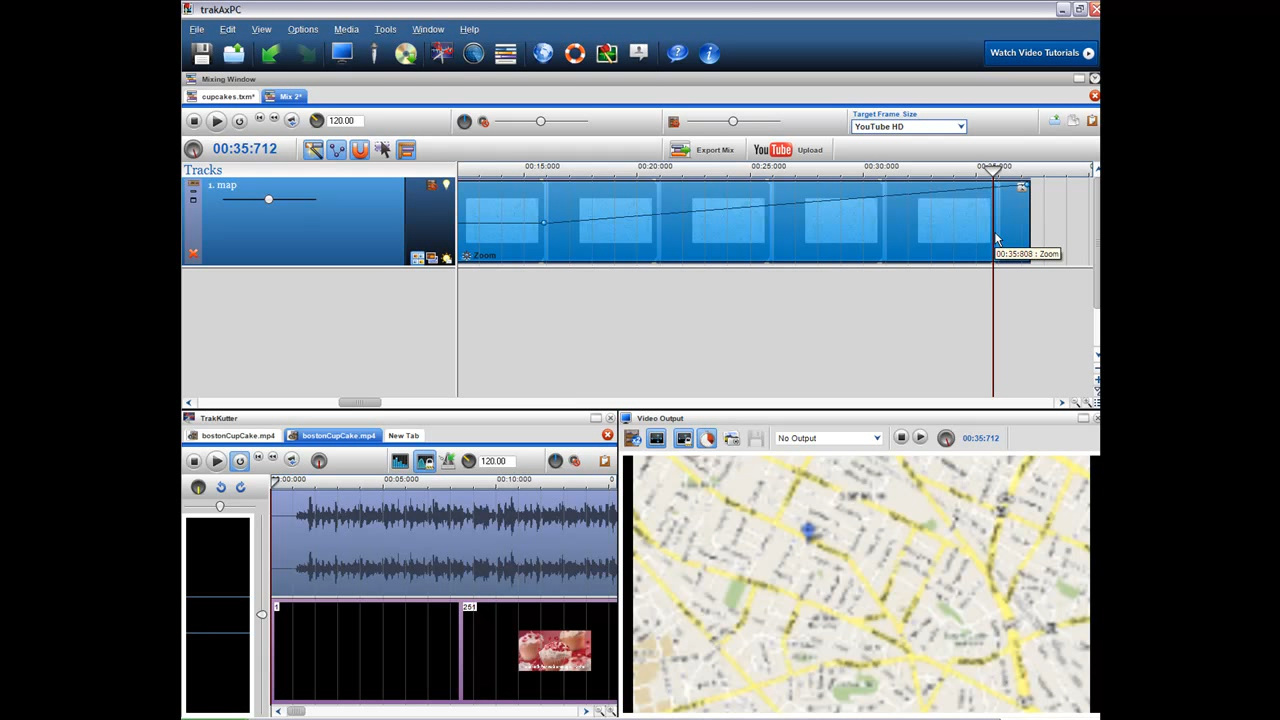 trakAxPC
File Edit View Options Media Tools Window Help
Watch Video Tutorials
Mixing Window
cupcakes.txm* Mix 2*
120.00
Target Frame Size
YouTube HD
00:35:712
Export Mix
YouTube Upload
Tracks
00:15:000 00:20:000 00:25:000 00:30:000
1. map
Zoom
00:35:808 : Zoom
TrakKutter
bostonCupCake.mp4 bostonCupCake.mp4 New Tab
120.00
00:05:000 00:10:000
1
251
Video Output
No Output
00:35:712